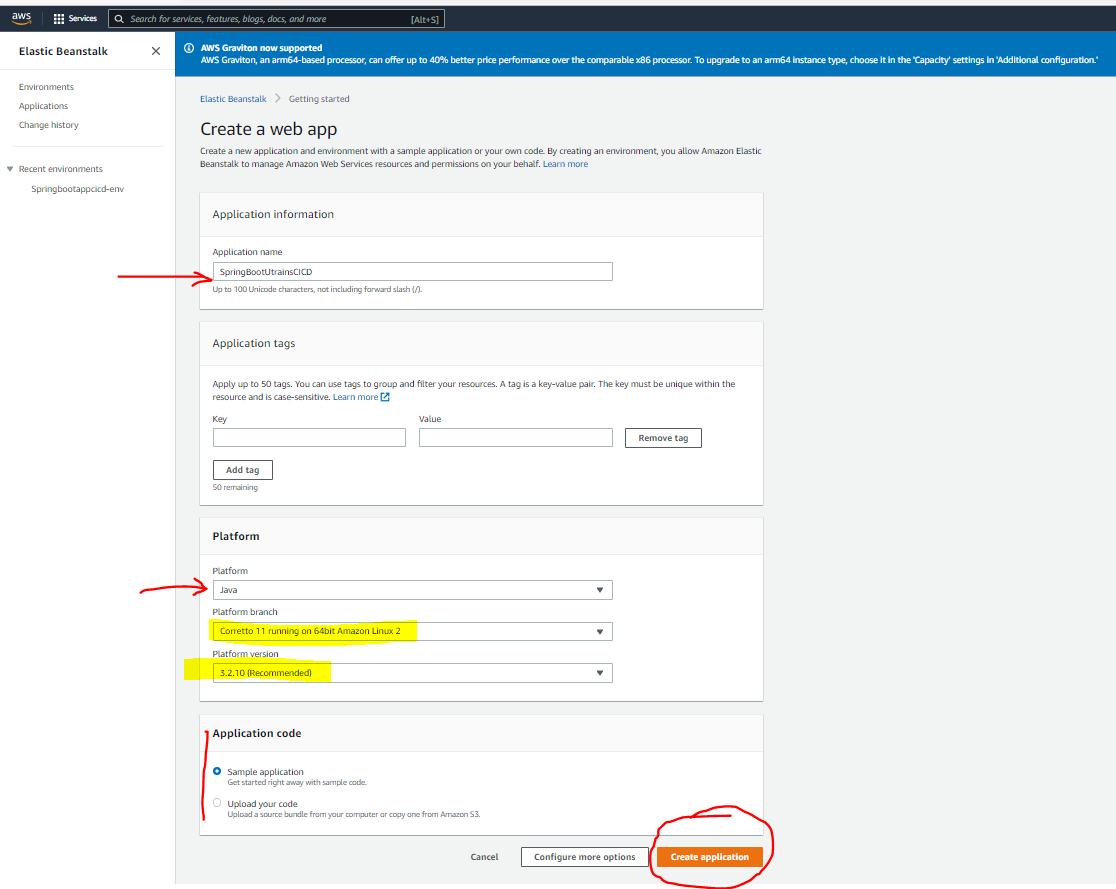 aws
Services
Search for services, features, blogs, docs, and more
[Alt+S]
Elastic Beanstalk
Environments
Applications
Change history
Recent environments
Springbootappcicd-env
AWS Graviton now supported
AWS Graviton, an arm64-based processor, can offer up to 40% better price performance over the comparable x86 processor. To upgrade to an arm64 instance type, choose it in the 'Capacity' settings in 'Additional configuration.'
Elastic Beanstalk > Getting started
Create a web app
Create a new application and environment with a sample application or your own code. By creating an environment, you allow Amazon Elastic
Beanstalk to manage Amazon Web Services resources and permissions on your behalf. Learn more
Application information
Application name
SpringBootUtrainsCICD
Up to 100 Unicode characters, not including forward slash (/).
Application tags
Apply up to 50 tags. You can use tags to group and filter your resources. A tag is a key-value pair. The key must be unique within the
resource and is case-sensitive. Learn more
Key
Value
Remove tag
Add tag
50 remaining
Platform
Platform
Java
Platform branch
Corretto 11 running on 64bit Amazon Linux 2
Platform version
3.2.10 (Recommended)
Application code
Sample application
Get started right away with sample code.
Upload your code
Upload a source bundle from your computer or copy one from Amazon S3.
Cancel
Configure more options
Create application